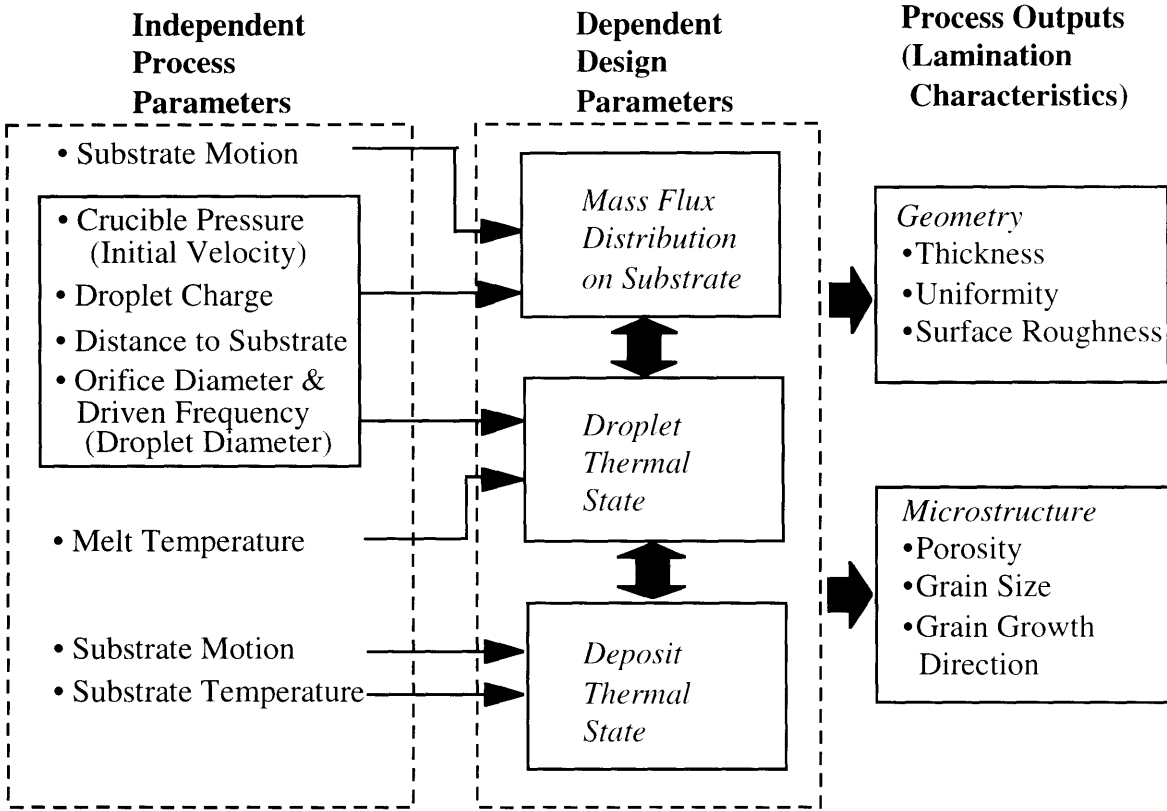 Independent
Process
Parameters
• Substrate Motion
• Crucible Pressure
(Initial Velocity)
• Droplet Charge
• Distance to Substrate
• Orifice Diameter &
Driven Frequency
(Droplet Diameter)
• Melt Temperature
• Substrate Motion
• Substrate Temperature
Dependent
Design
Parameters
Mass Flux
Distribution
on Substrate
Droplet
Thermal
State
Deposit
Thermal
State
Process Outputs
(Lamination
Characteristics)
Geometry
•Thickness
•Uniformity
•Surface Roughness
Microstructure
•Porosity
•Grain Size
•Grain Growth
Direction